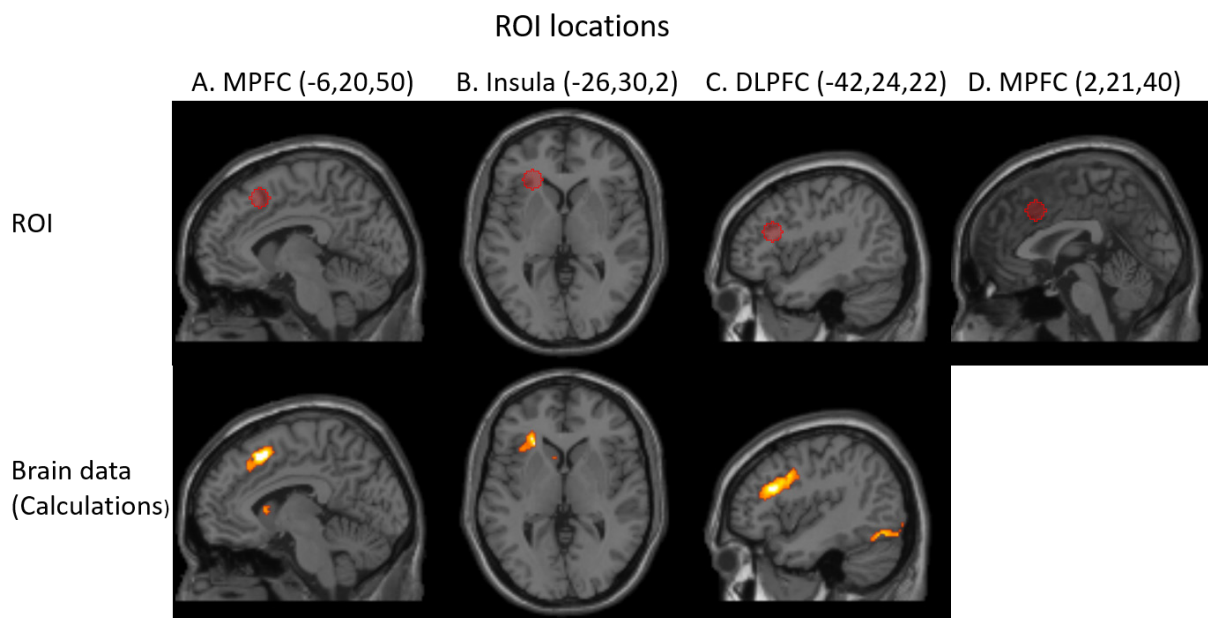 ROI locations
A. MPFC (-6,20,50) B. Insula (-26,30,2) C. DLPFC (-42,24,22) D. MPFC (2,21,40)
ROI
Brain data
(Calculations)